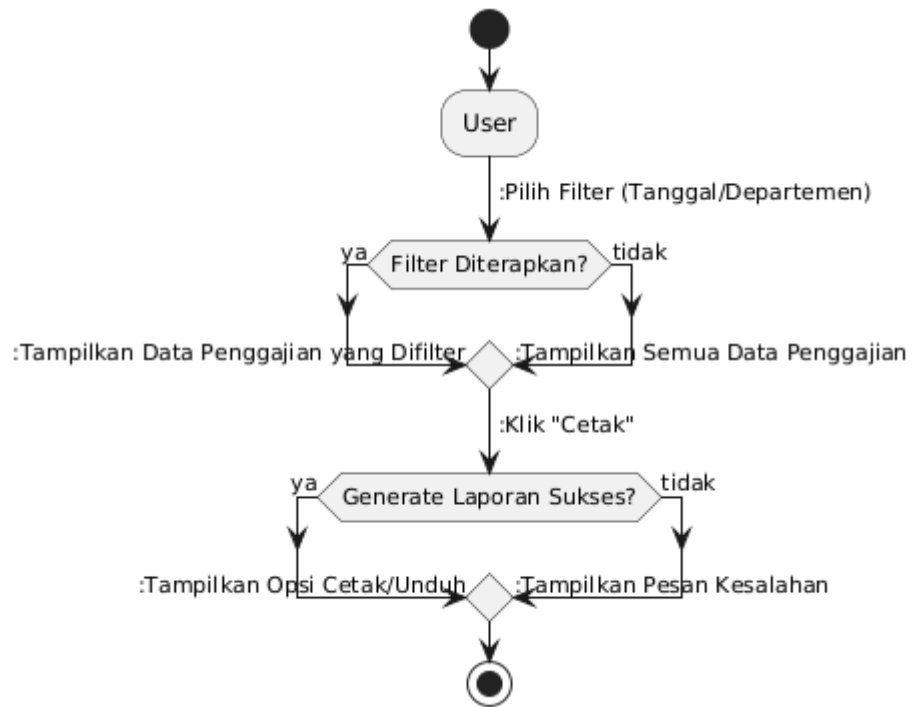 User
:Pilih Filter (Tanggal/Departemen)
ya
Filter Diterapkan?
tidak
:Tampilkan Data Penggajian yang Difilter
:Tampilkan Semua Data Penggajian
:Klik "Cetak"
ya
Generate Laporan Sukses?
tidak
:Tampilkan Opsi Cetak/Unduh
:Tampilkan Pesan Kesalahan